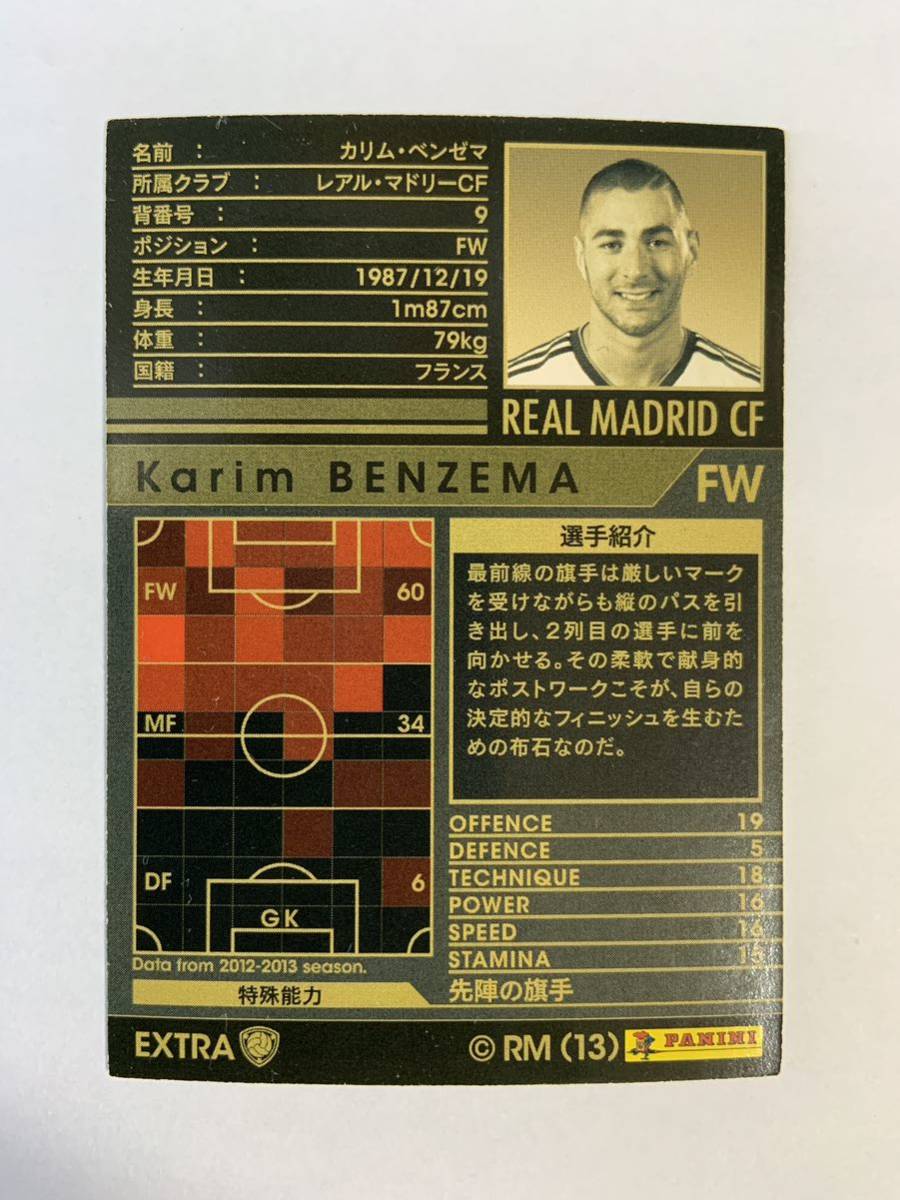 名前 : カリム・ベンゼマ
所属クラブ : レアル・マドリーCF
背番号 : 9
ポジション : FW
生年月日 : 1987/12/19
身長 : 1m87cm
体重 : 79kg
国籍 : フランス
REAL MADRID CF
Karim BENZEMA FW
FW 60
MF 34
DF 6
GK
Data from 2012-2013 season.
特殊能力
選手紹介
最前線の旗手は厳しいマーク
を受けながらも縦のパスを引
き出し、2列目の選手に前を
向かせる。その柔軟で献身的
なポストワークこそが、自らの
決定的なフィニッシュを生むた
めの布石なのだ。
OFFENCE 19
DEFENCE 5
TECHNIQUE 18
POWER 16
SPEED 16
STAMINA 15
先陣の旗手
EXTRA
© RM (13) PANINI